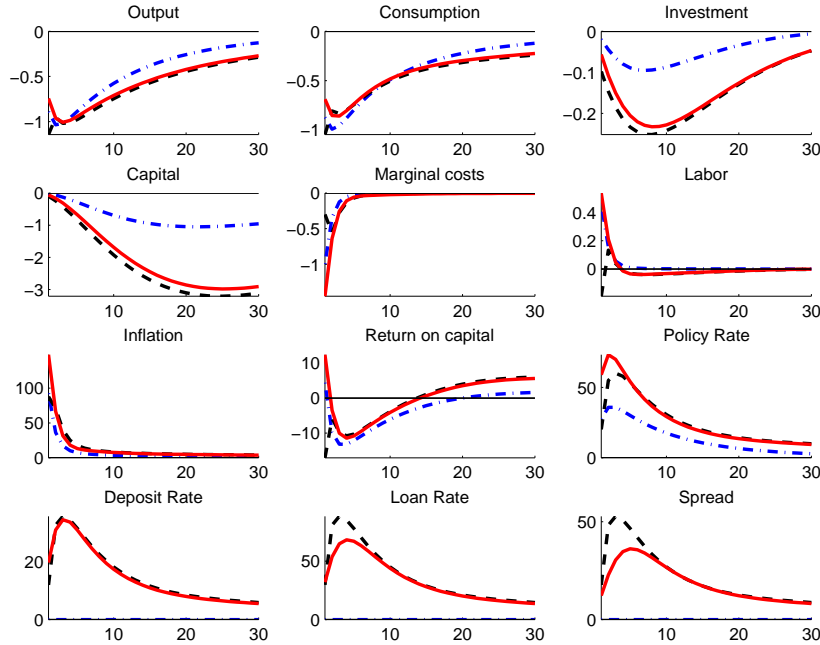 Output Consumption Investment
0 0 0
−0.5 −0.5 −0.1
−1 −1 −0.2
10 20 30 10 20 30 10 20 30
Capital Marginal costs Labor
0 0 0.4
−1 −0.5 0.2
−2 −1 0
−3
10 20 30 10 20 30 10 20 30
Inflation Return on capital Policy Rate
100 10 50
50 0
0 −10 0
10 20 30 10 20 30 10 20 30
Deposit Rate Loan Rate Spread
20 50 50
0 0 0
10 20 30 10 20 30 10 20 30